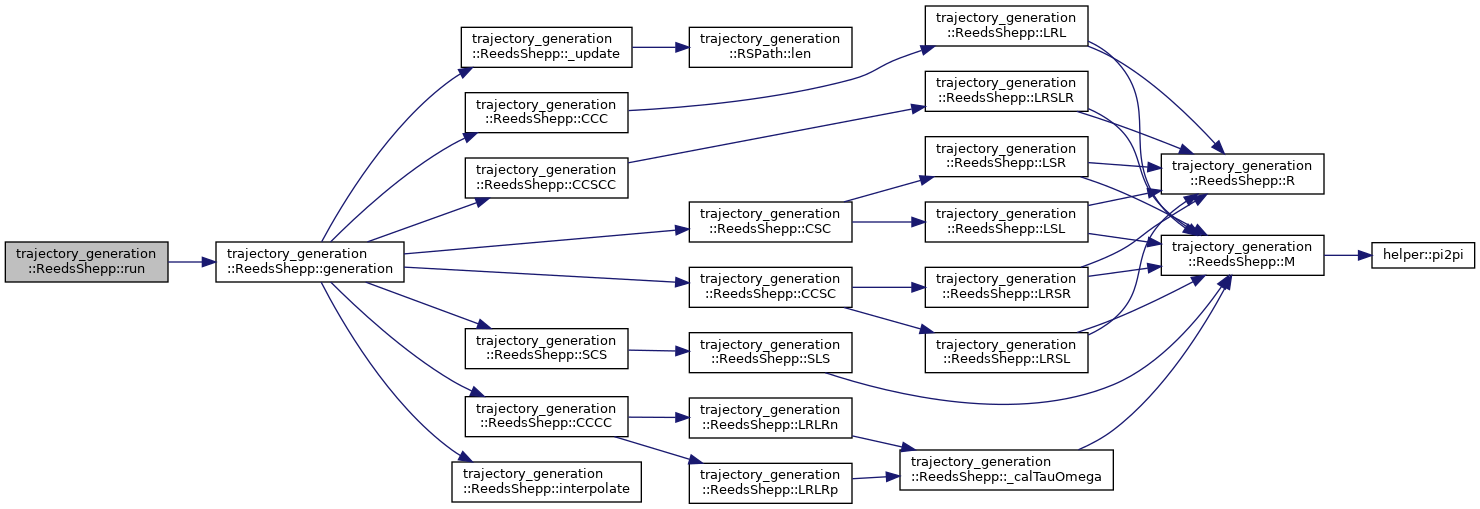 trajectory_generation
::ReedsShepp::run
trajectory_generation
::ReedsShepp::generation
trajectory_generation
::ReedsShepp::_update
trajectory_generation
::ReedsShepp::CCC
trajectory_generation
::ReedsShepp::CCSCC
trajectory_generation
::ReedsShepp::SCS
trajectory_generation
::ReedsShepp::CCCC
trajectory_generation
::ReedsShepp::interpolate
trajectory_generation
::RSPath::len
trajectory_generation
::ReedsShepp::CSC
trajectory_generation
::ReedsShepp::CCSC
trajectory_generation
::ReedsShepp::SLS
trajectory_generation
::ReedsShepp::LRLRn
trajectory_generation
::ReedsShepp::LRLRp
trajectory_generation
::ReedsShepp::LRL
trajectory_generation
::ReedsShepp::LRSLR
trajectory_generation
::ReedsShepp::LSR
trajectory_generation
::ReedsShepp::LSL
trajectory_generation
::ReedsShepp::LRSR
trajectory_generation
::ReedsShepp::LRSL
trajectory_generation
::ReedsShepp::_calTauOmega
trajectory_generation
::ReedsShepp::R
trajectory_generation
::ReedsShepp::M
helper::pi2pi